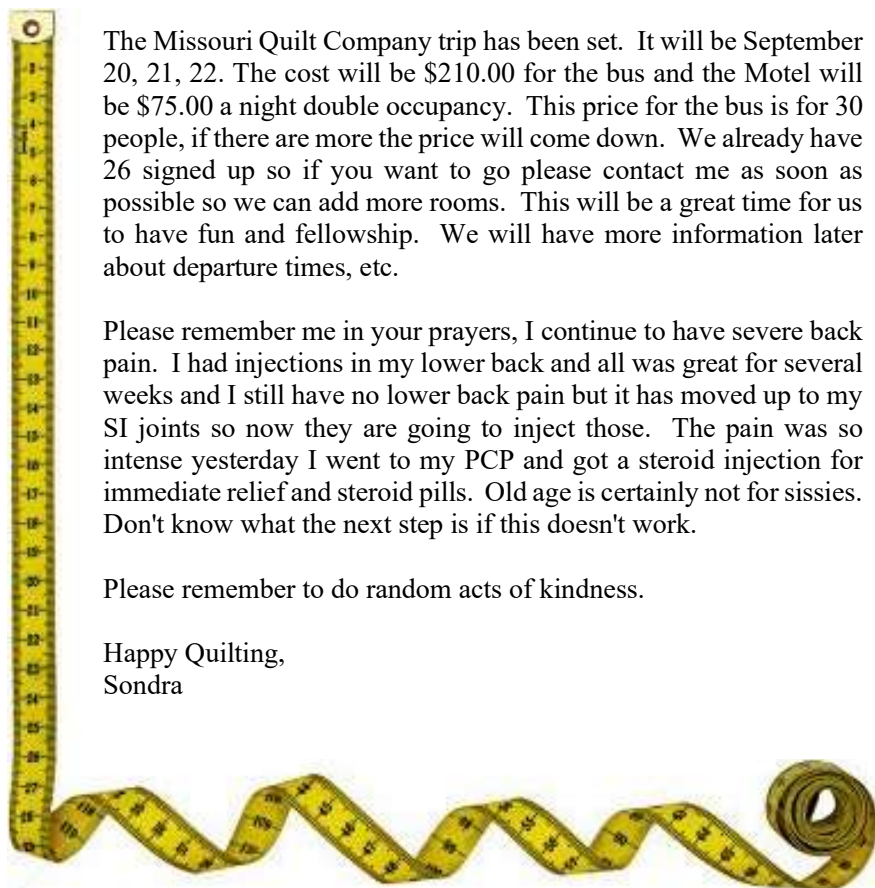 The Missouri Quilt Company trip has been set. It will be September
20, 21, 22. The cost will be $210.00 for the bus and the Motel will
be $75.00 a night double occupancy. This price for the bus is for 30
people, if there are more the price will come down. We already have
26 signed up so if you want to go please contact me as soon as
possible so we can add more rooms. This will be a great time for us
to have fun and fellowship. We will have more information later
about departure times, etc.
Please remember me in your prayers, I continue to have severe back
pain. I had injections in my lower back and all was great for several
weeks and I still have no lower back pain but it has moved up to my
SI joints so now they are going to inject those. The pain was so
intense yesterday I went to my PCP and got a steroid injection for
immediate relief and steroid pills. Old age is certainly not for sissies.
Don't know what the next step is if this doesn't work.
Please remember to do random acts of kindness.
Happy Quilting,
Sondra